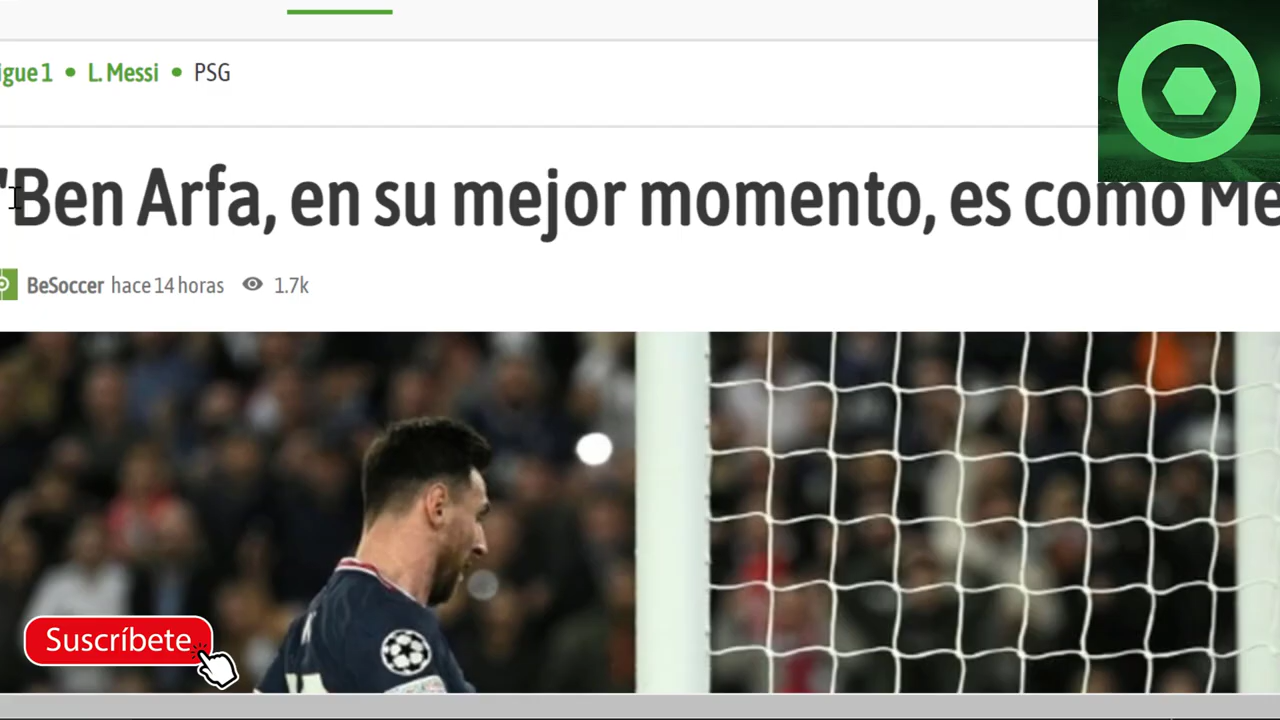 igue 1 • L. Messi • PSG
"Ben Arfa, en su mejor momento, es como Me
BeSoccer hace 14 horas 1.7k
Suscríbete